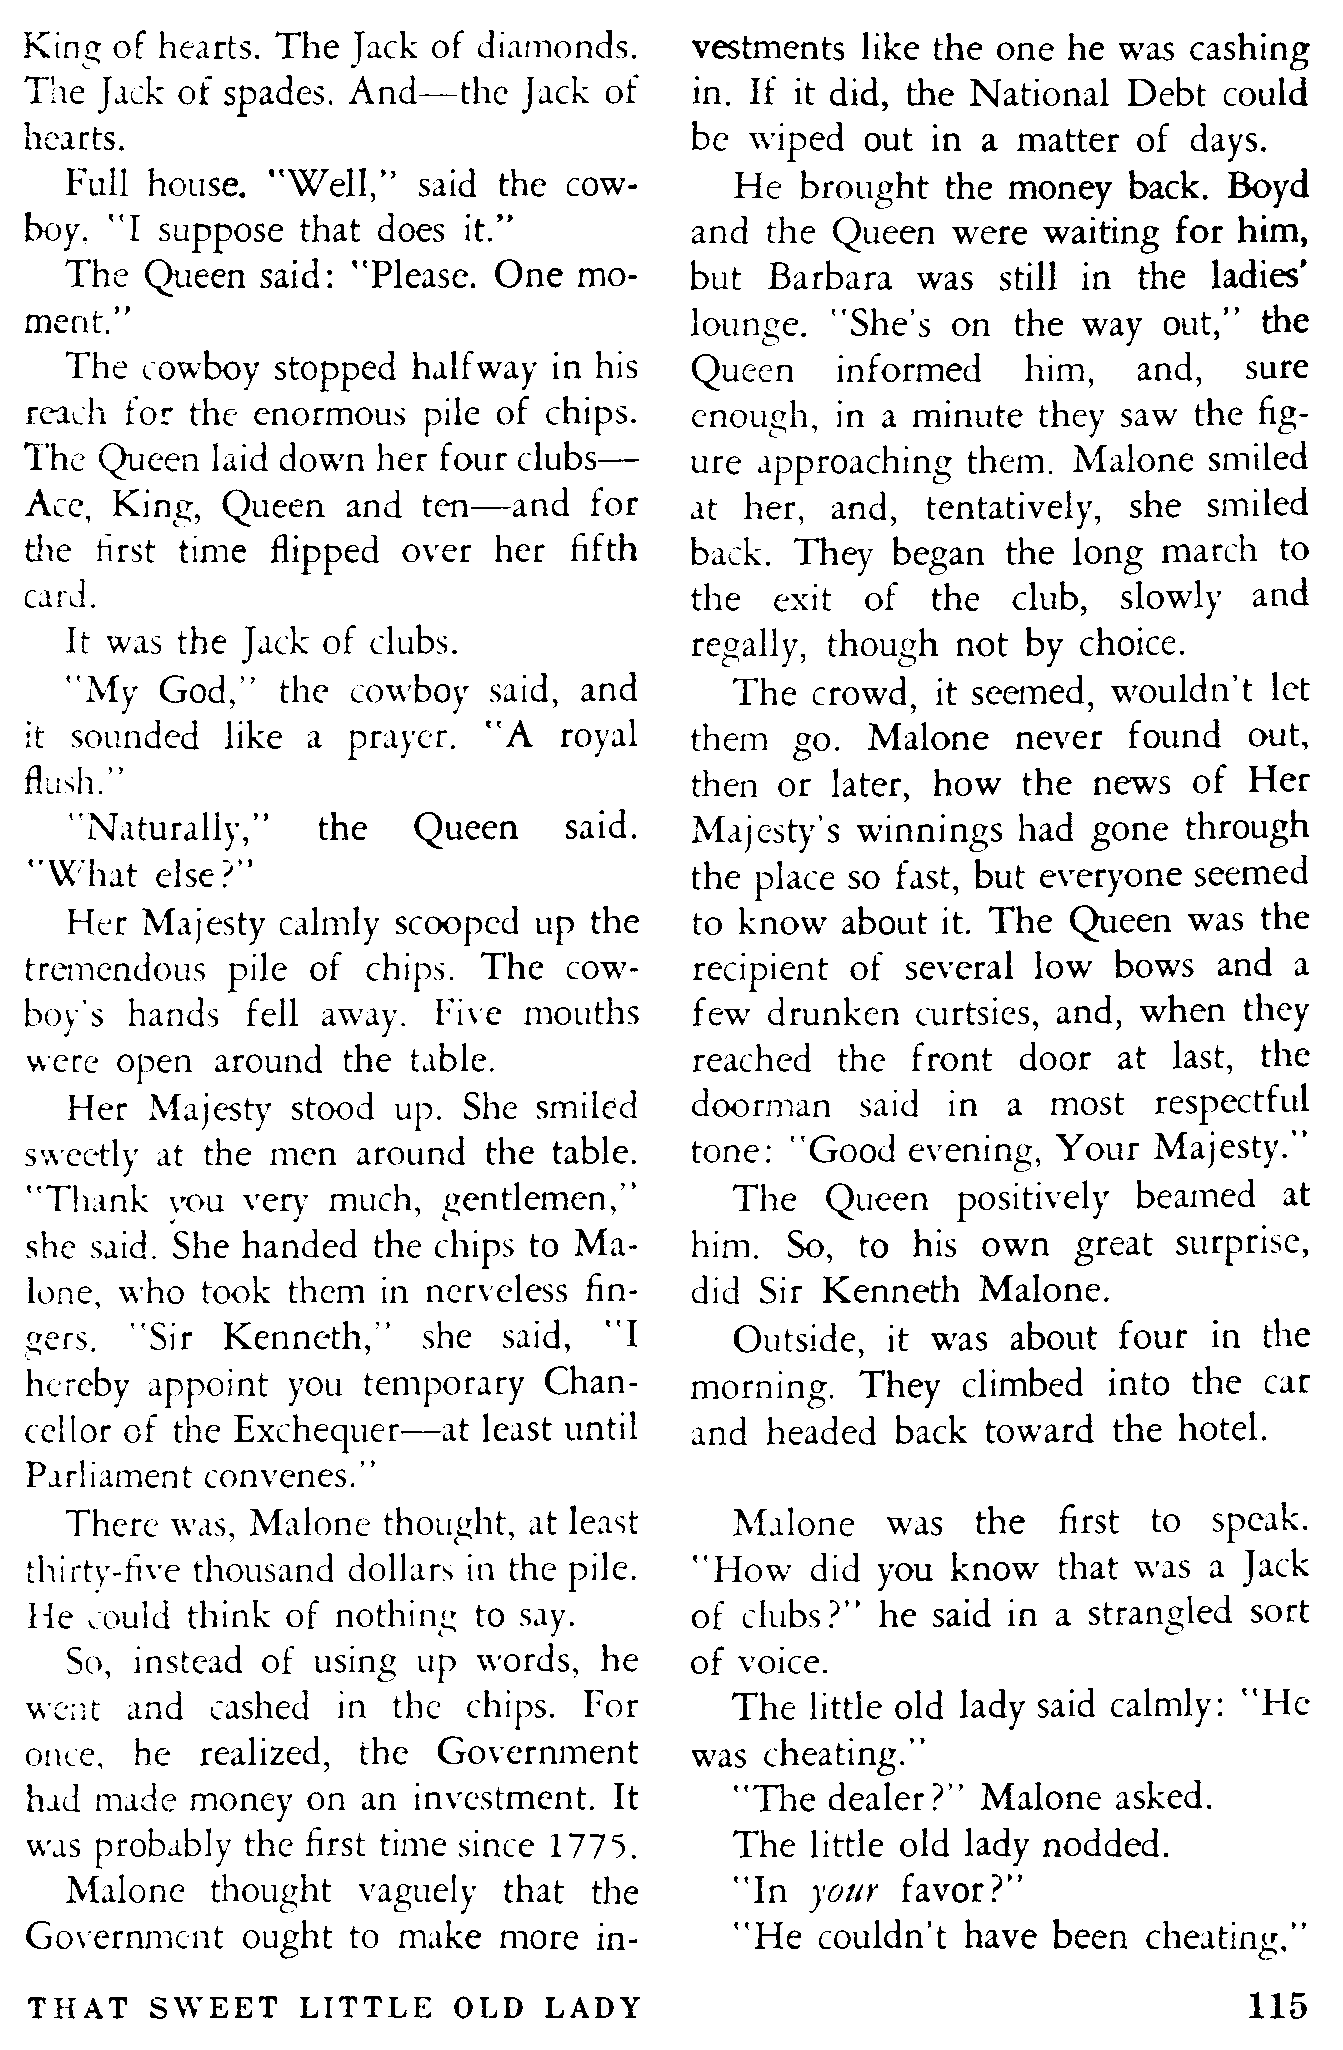 King of hearts. The Jack of diamonds.
The Jack of spades. And—the Jack of
hearts.
Full house. "Well," said the cow-
boy. "I suppose that does it."
The Queen said: "Please. One mo-
ment."
The cowboy stopped halfway in his
reach for the enormous pile of chips.
The Queen laid down her four clubs—
Ace, King, Queen and ten—and for
the first time flipped over her fifth
card.
It was the Jack of clubs.
"My God," the cowboy said, and
it sounded like a prayer. "A royal
flush."
"Naturally," the Queen said.
"What else?"
Her Majesty calmly scooped up the
tremendous pile of chips. The cow-
boy's hands fell away. Five mouths
were open around the table.
Her Majesty stood up. She smiled
sweetly at the men around the table.
"Thank you very much, gentlemen,"
she said. She handed the chips to Ma-
lone, who took them in nerveless fin-
gers. "Sir Kenneth," she said, "I
hereby appoint you temporary Chan-
cellor of the Exchequer—at least until
Parliament convenes."
There was, Malone thought, at least
thirty-five thousand dollars in the pile.
He could think of nothing to say.
So, instead of using up words, he
went and cashed in the chips. For
once, he realized, the Government
had made money on an investment. It
was probably the first time since 1775.
Malone thought vaguely that the
Government ought to make more in-
vestments like the one he was cashing
in. If it did, the National Debt could
be wiped out in a matter of days.
He brought the money back. Boyd
and the Queen were waiting for him,
but Barbara was still in the ladies'
lounge. "She's on the way out," the
Queen informed him, and, sure
enough, in a minute they saw the fig-
ure approaching them. Malone smiled
at her, and, tentatively, she smiled
back. They began the long march to
the exit of the club, slowly and
regally, though not by choice.
The crowd, it seemed, wouldn't let
them go. Malone never found out,
then or later, how the news of Her
Majesty's winnings had gone through
the place so fast, but everyone seemed
to know about it. The Queen was the
recipient of several low bows and a
few drunken curtsies, and, when they
reached the front door at last, the
doorman said in a most respectful
tone: "Good evening, Your Majesty."
The Queen positively beamed at
him. So, to his own great surprise,
did Sir Kenneth Malone.
Outside, it was about four in the
morning. They climbed into the car
and headed back toward the hotel.
Malone was the first to speak.
"How did you know that was a Jack
of clubs?" he said in a strangled sort
of voice.
The little old lady said calmly: "He
was cheating."
"The dealer?" Malone asked.
The little old lady nodded.
"In your favor?"
"He couldn't have been cheating,"
THAT SWEET LITTLE OLD LADY
115